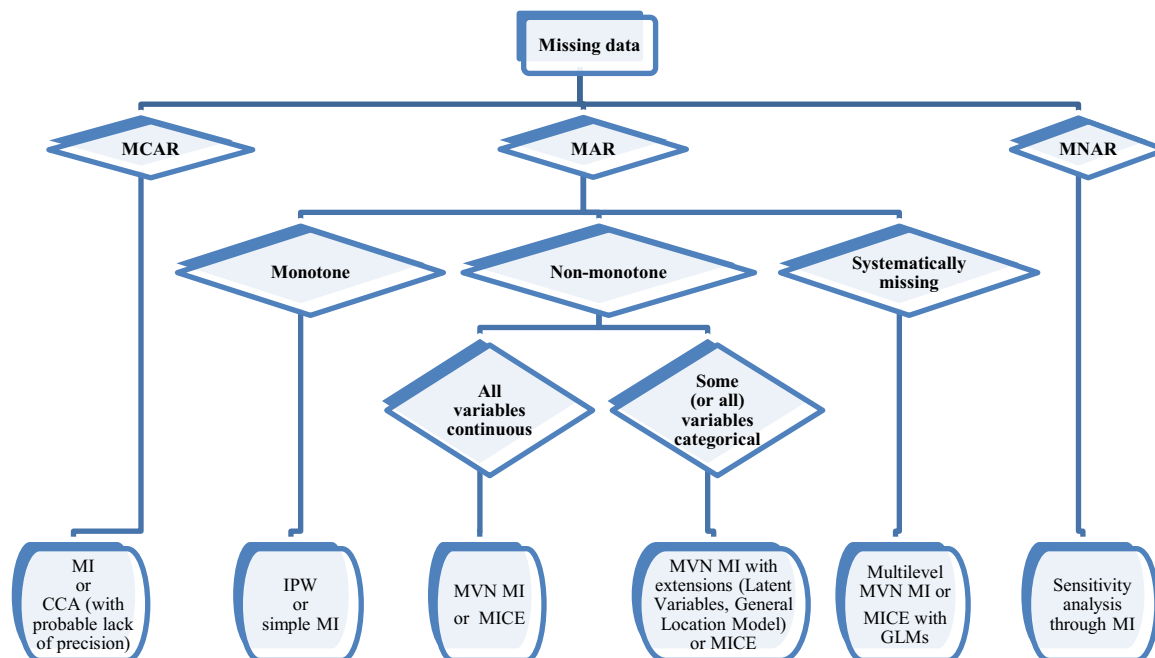 Missing data
MCAR
MAR
MNAR
Monotone
Non-monotone
Systematically
missing
All
variables
continuous
Some
(or all)
variables
categorical
MI
or
CCA (with
probable lack
of precision)
IPW
or
simple MI
MVN MI
or MICE
MVN MI with
extensions (Latent
Variables, General
Location Model)
or MICE
Multilevel
MVN MI or
MICE with
GLMs
Sensitivity
analysis
through MI